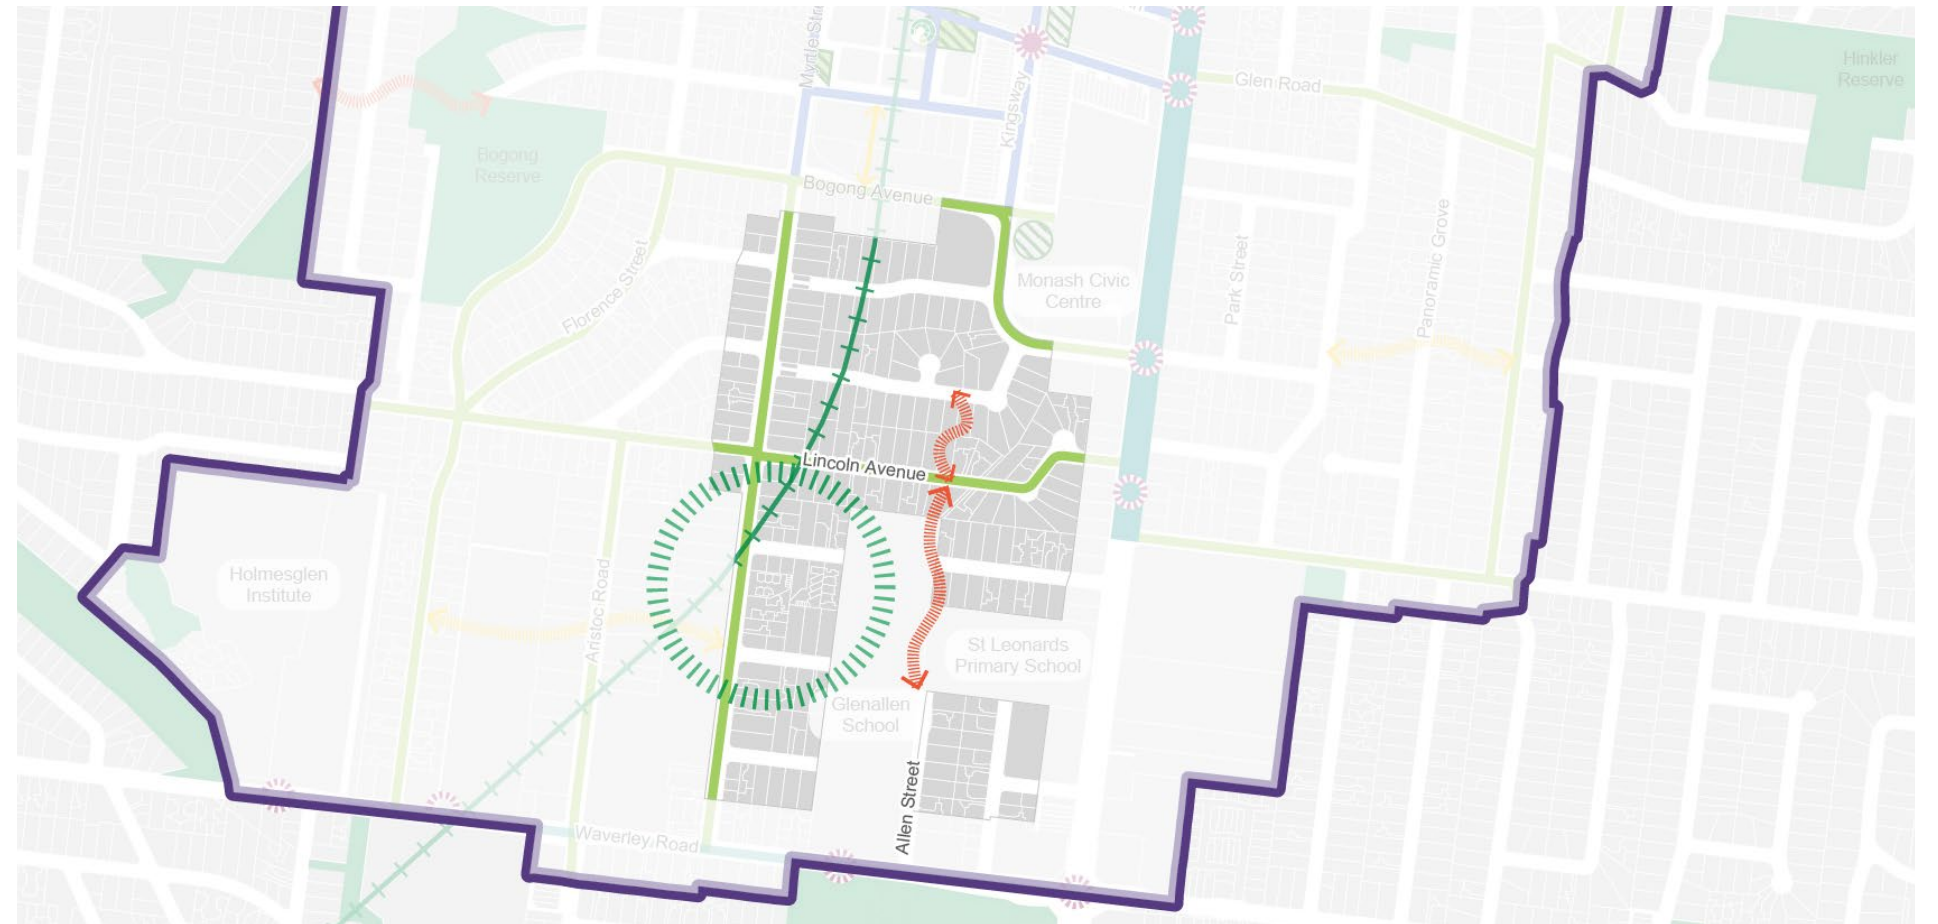 Myrtle Stre
Hinkler
Reserve
Glen Road
Kingsway
Bogong
Reserve
Bogong Avenue
Panoramic Grove
Park Street
Florence Street
Monash Civic
Centre
Lincoln Avenue
Holmesglen
Institute
Aristoc Road
St Leonards
Primary School
Glenallen
School
Allen Street
Waverley Road